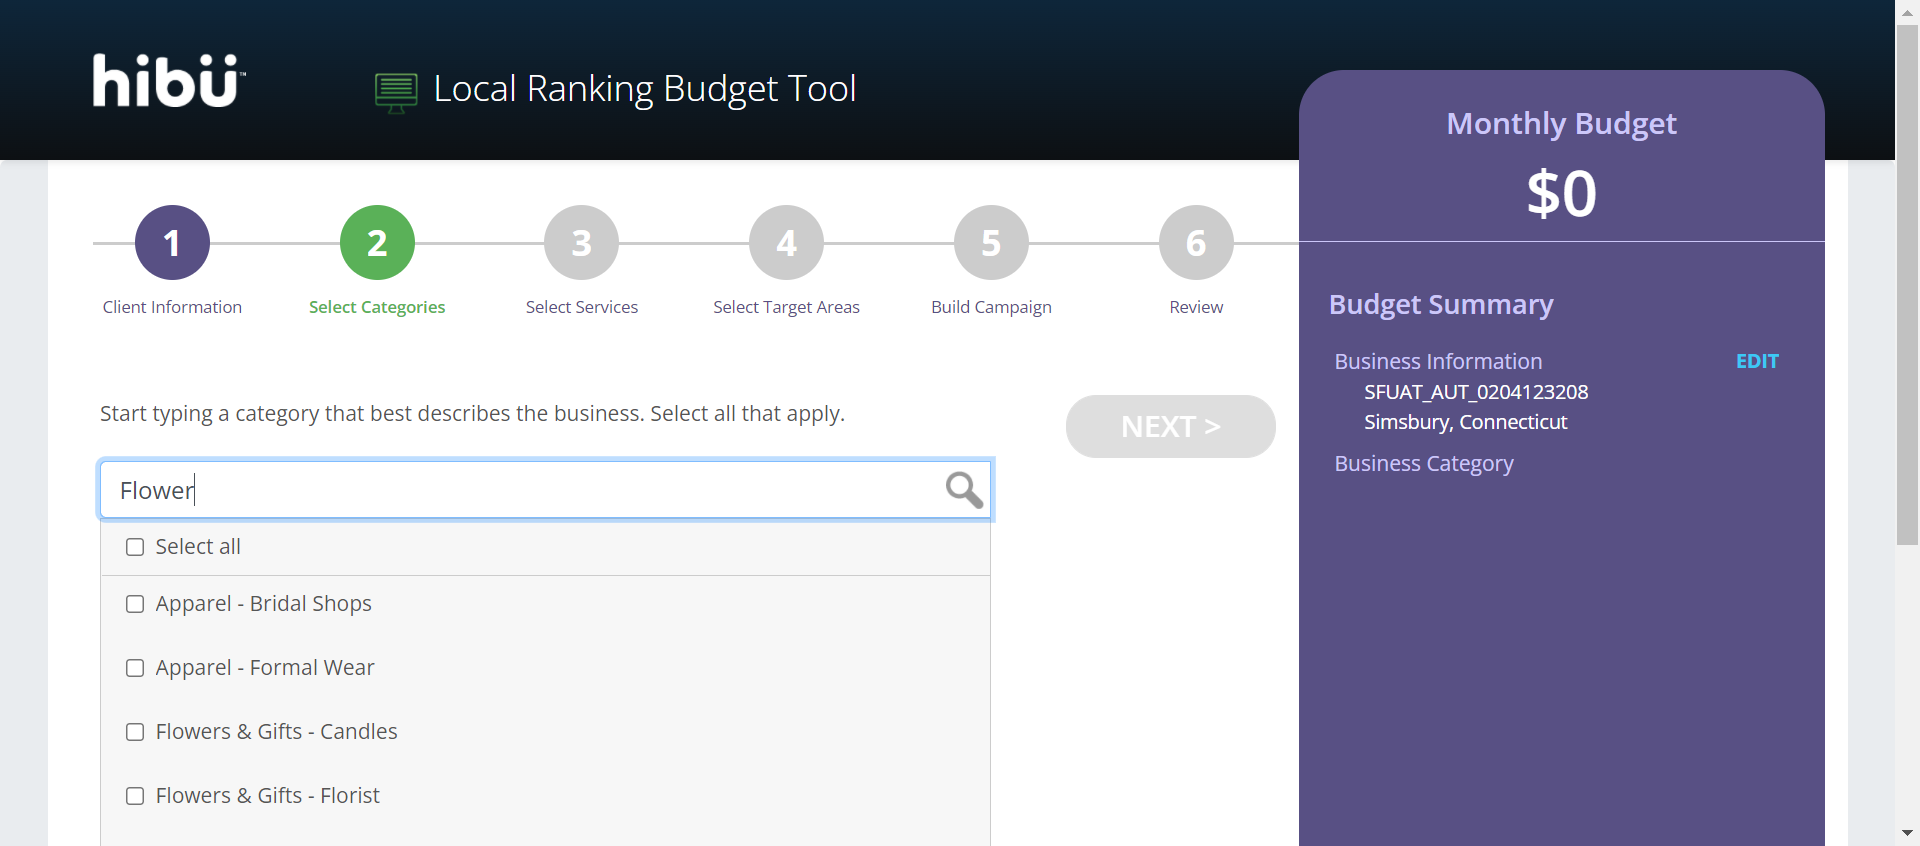 hibü™
Local Ranking Budget Tool
Monthly Budget
$0
1
2
3
4
5
6
Client Information
Select Categories
Select Services
Select Target Areas
Build Campaign
Review
Budget Summary
Business Information
EDIT
SFUAT_AUT_0204123208
Simsbury, Connecticut
Business Category
Start typing a category that best describes the business. Select all that apply.
NEXT >
Flower
Select all
Apparel - Bridal Shops
Apparel - Formal Wear
Flowers & Gifts - Candles
Flowers & Gifts - Florist